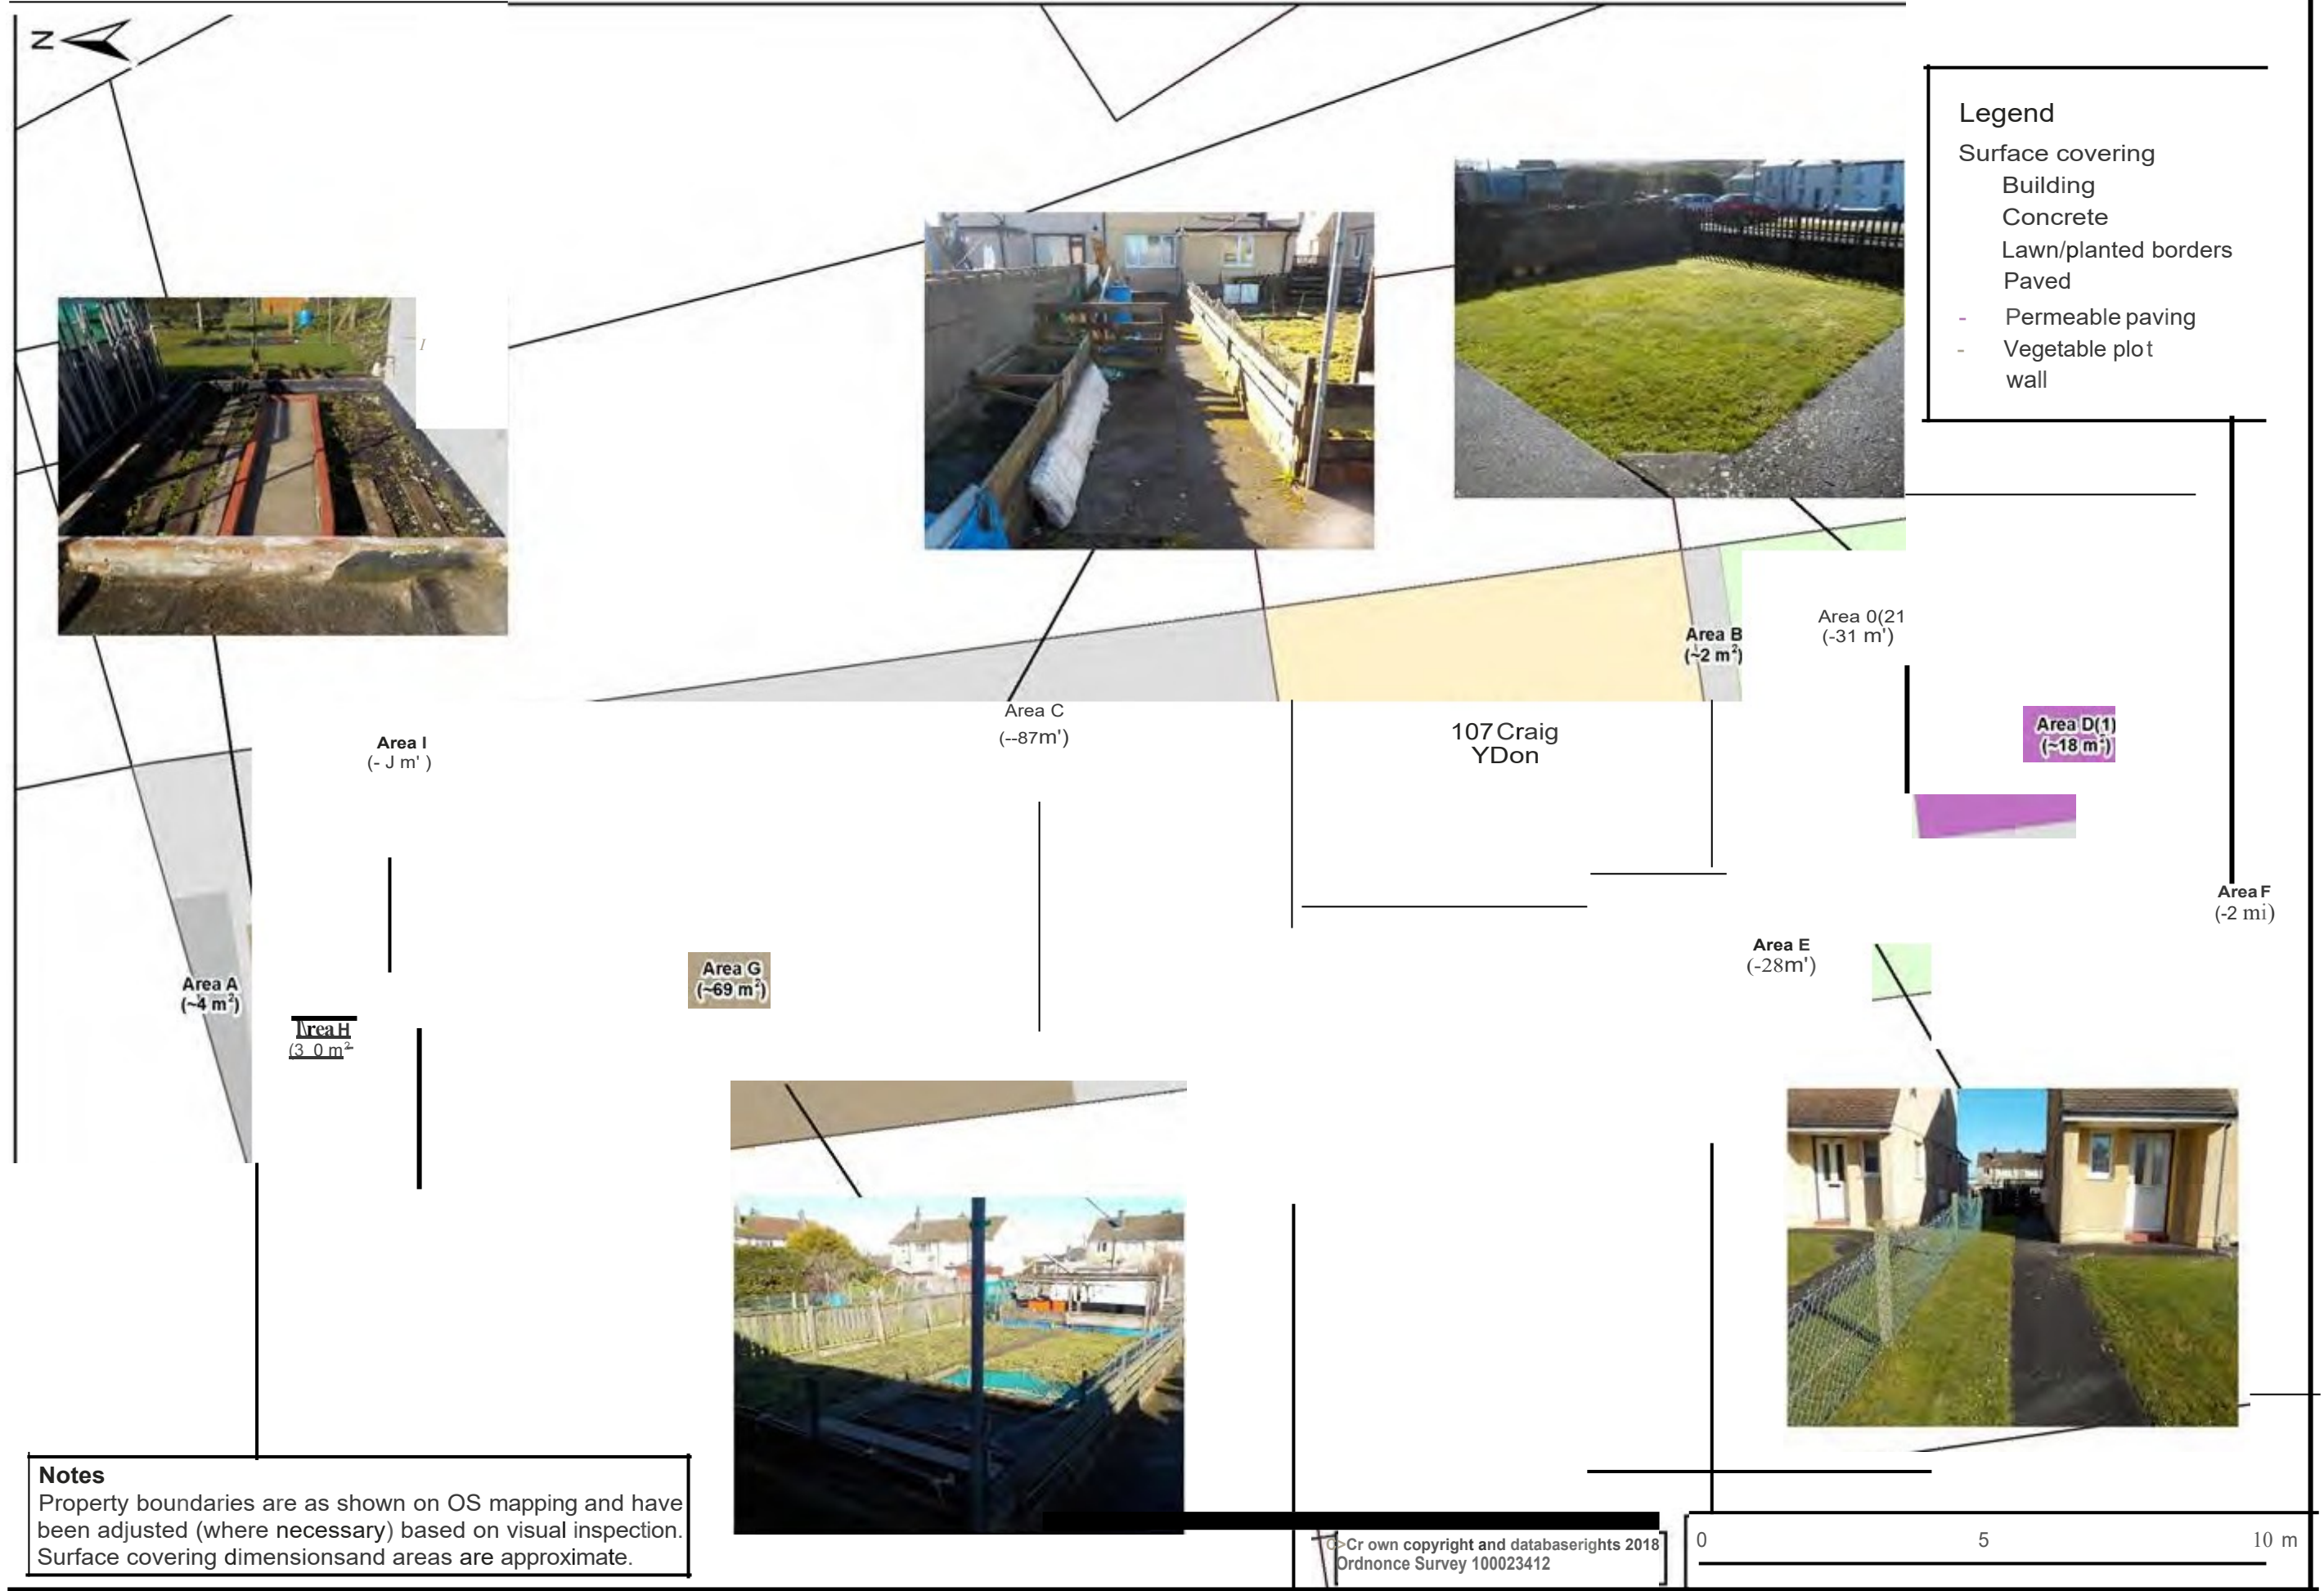 N
Legend
Surface covering
Building
Concrete
Lawn/planted borders
Paved
- Permeable paving
- Vegetable plot
wall
Area 0(21
(-31 m')
Area B
(~2 m²)
Area C
(--87m')
107 Craig
YDon
Area D(1)
(~18 m²)
Area I
(- J m' )
Area F
(-2 mi)
Area E
(-28m')
Area G
(~69 m²)
Area A
(~4 m²)
rea H
(3 0 m²
Notes
Property boundaries are as shown on OS mapping and have
been adjusted (where necessary) based on visual inspection.
Surface covering dimensionsand areas are approximate.
>Cr own copyright and databaserights 2018
Ordnonce Survey 100023412
0 5 10 m